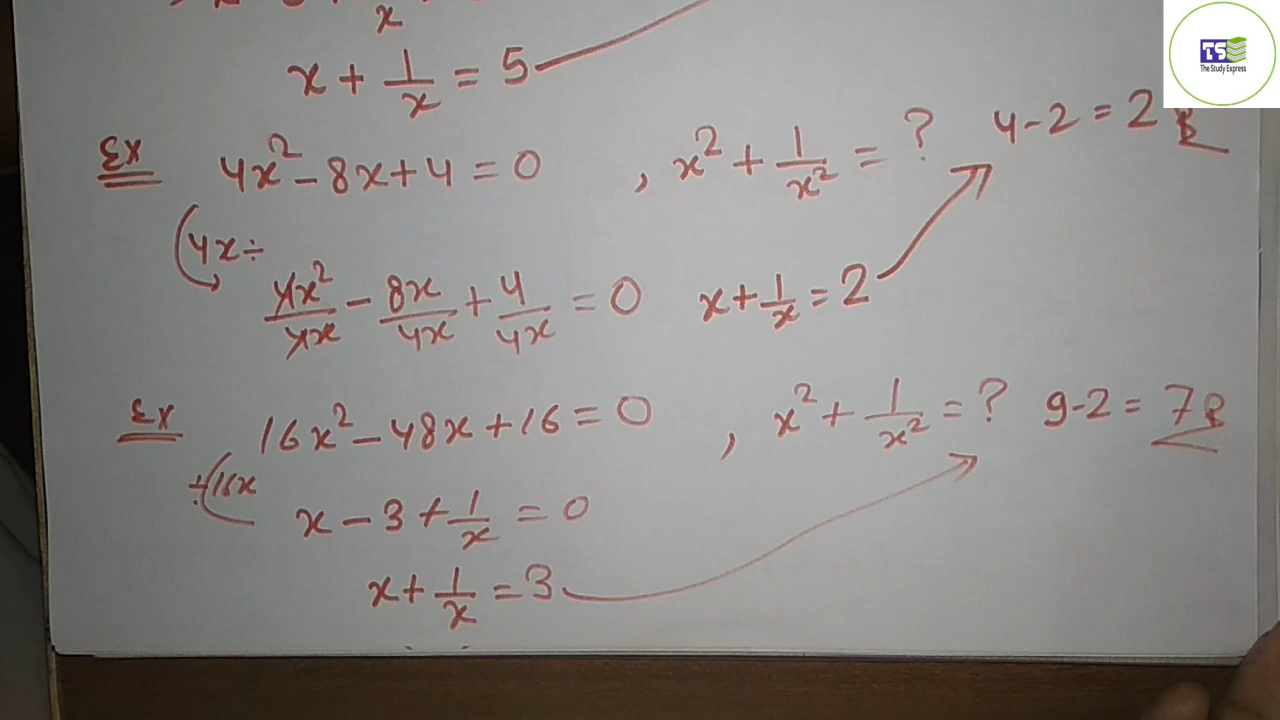 x
x + 1/x = 5
TS
The Study Express
Ex 4x² - 8x + 4 = 0 , x² + 1/x² = ? 4 - 2 = 2
4x ÷
4x²/4x - 8x/4x + 4/4x = 0 x + 1/x = 2
Ex 16x² - 48x + 16 = 0 , x² + 1/x² = ? 9 - 2 = 7
÷ 16x
x - 3 + 1/x = 0
x + 1/x = 3